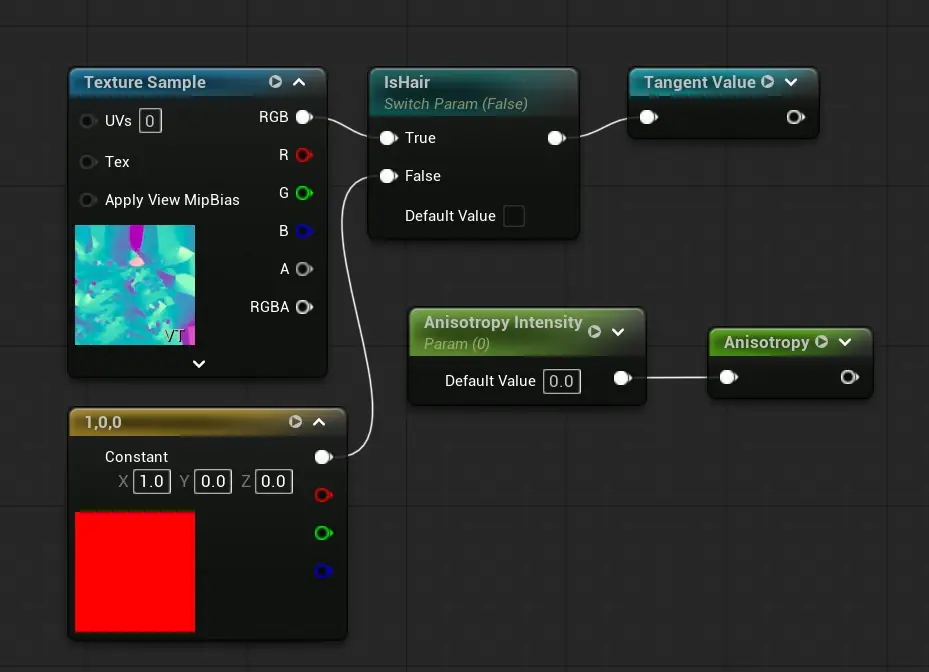 Texture Sample
UVs 0
Tex
Apply View MipBias
RGB
R
G
B
A
RGBA
VT
IsHair
Switch Param (False)
True
False
Default Value
Tangent Value
Anisotropy Intensity
Param (0)
Default Value 0.0
Anisotropy
1,0,0
Constant
X 1.0 Y 0.0 Z 0.0